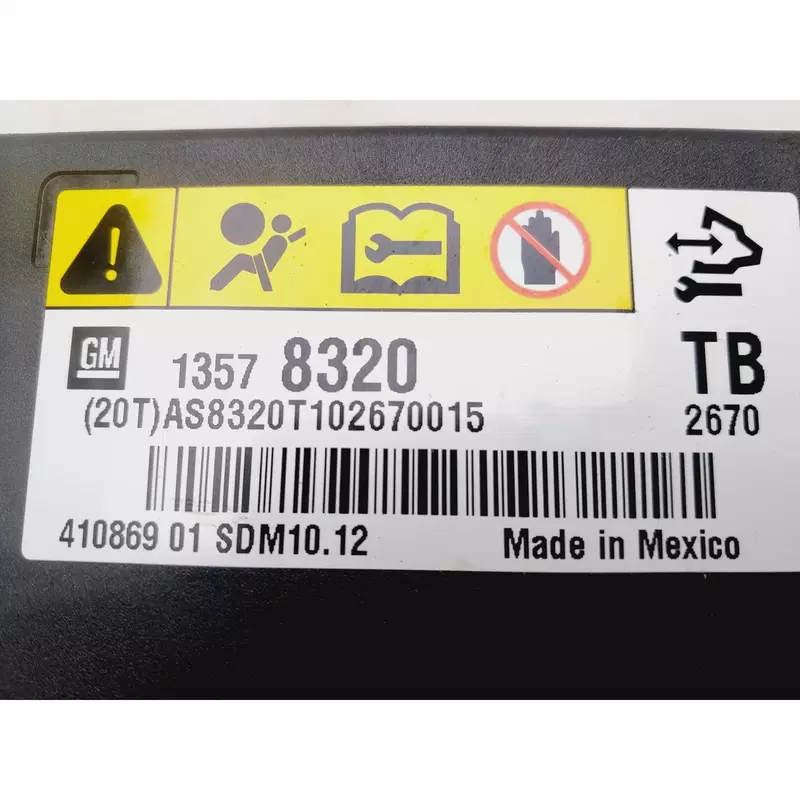 GM 1357 8320 TB
(20T)AS8320T102670015 2670
410869 01 SDM10.12 Made in Mexico